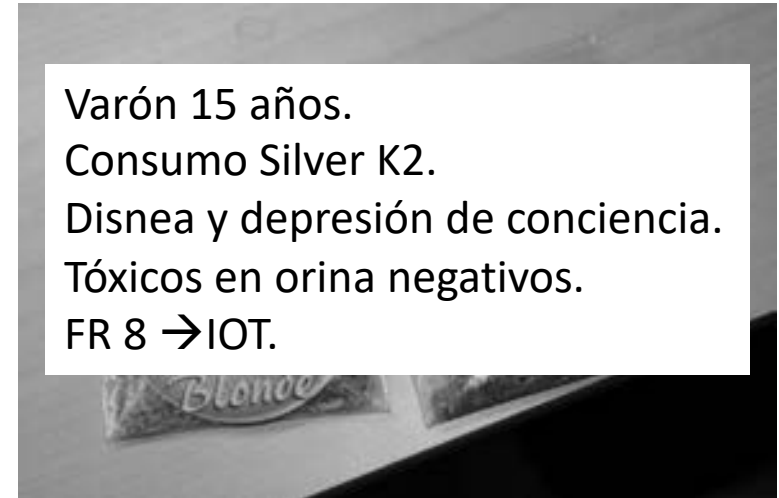 Varón 15 años.
Consumo Silver K2.
Disnea y depresión de conciencia.
Tóxicos en orina negativos.
FR 8 →IOT.
Blonde